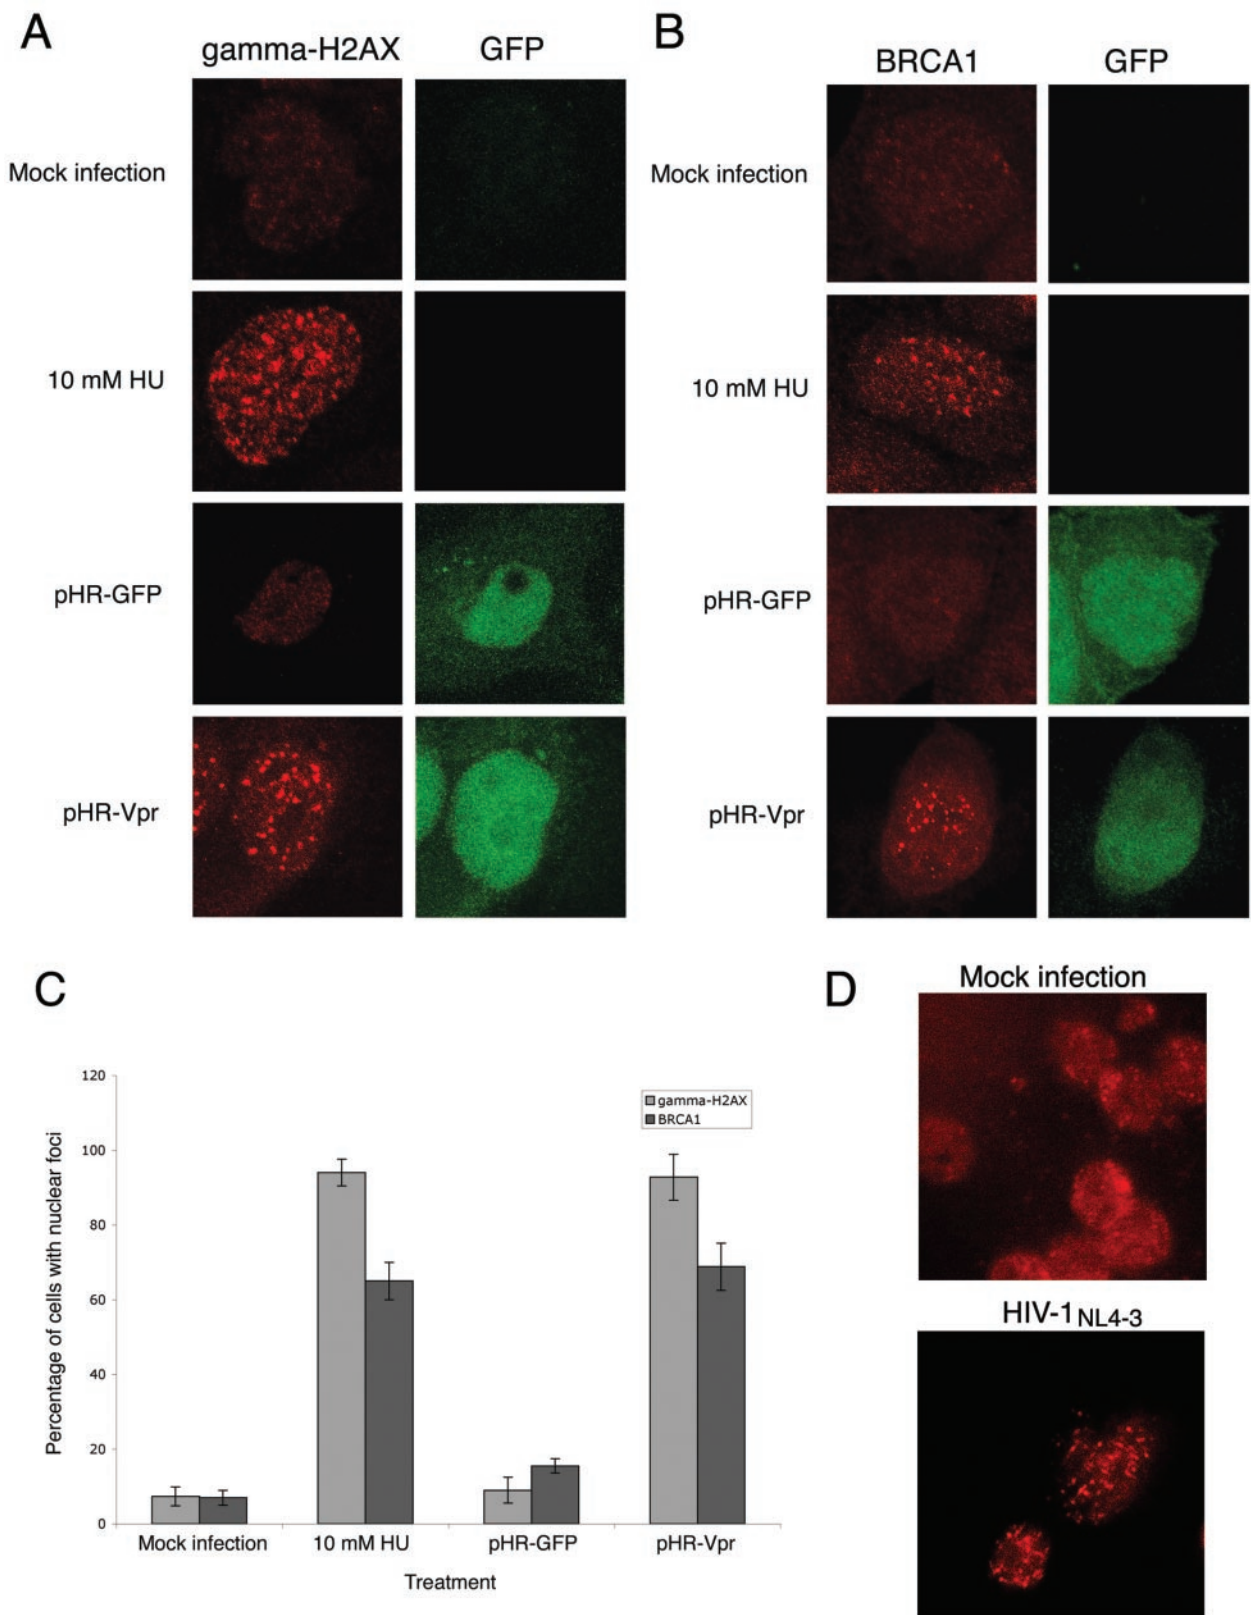 A
gamma-H2AX
GFP
Mock infection
10 mM HU
pHR-GFP
pHR-Vpr
B
BRCA1
GFP
Mock infection
10 mM HU
pHR-GFP
pHR-Vpr
C
Percentage of cells with nuclear foci
120
100
80
60
40
20
0
gamma-H2AX
BRCA1
Mock infection
10 mM HU
pHR-GFP
pHR-Vpr
Treatment
D
Mock infection
HIV-1NL4-3